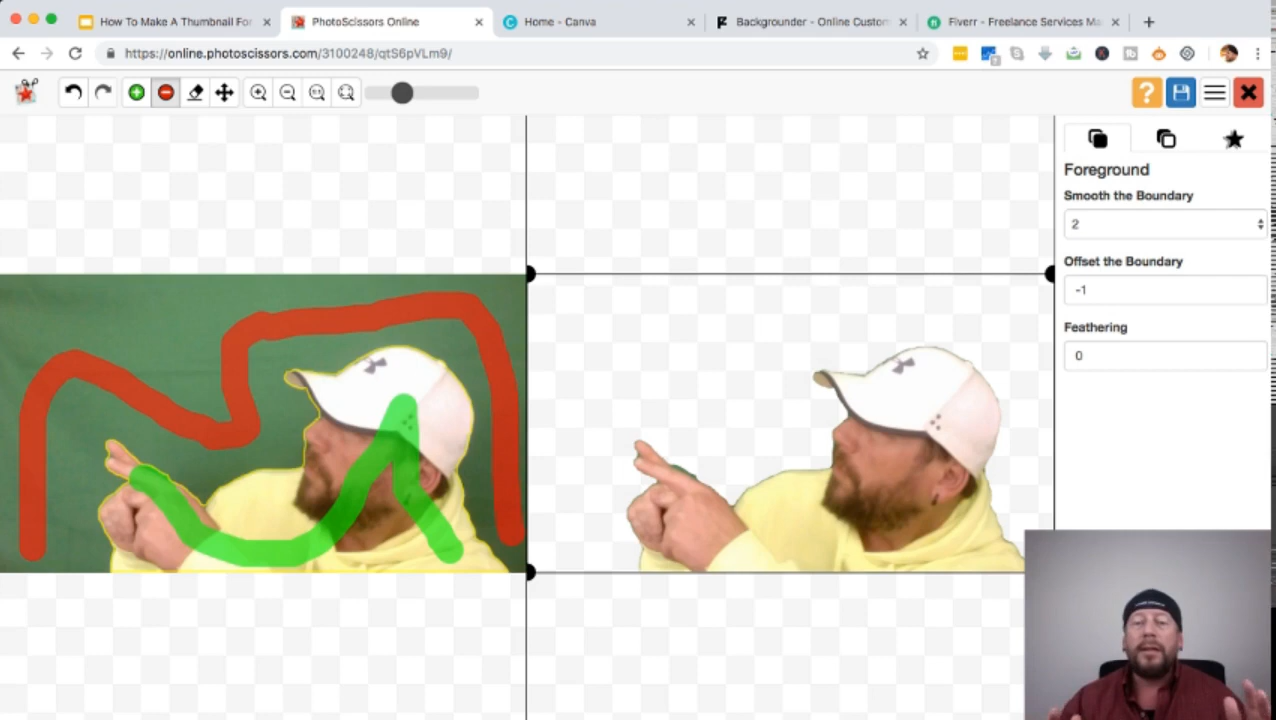 How To Make A Thumbnail For
PhotoScissors Online
Home - Canva
Backgrounder - Online Custom
Fiverr - Freelance Services Ma
https://online.photoscissors.com/3100248/qtS6pVLm9/
Foreground
Smooth the Boundary
2
Offset the Boundary
-1
Feathering
0